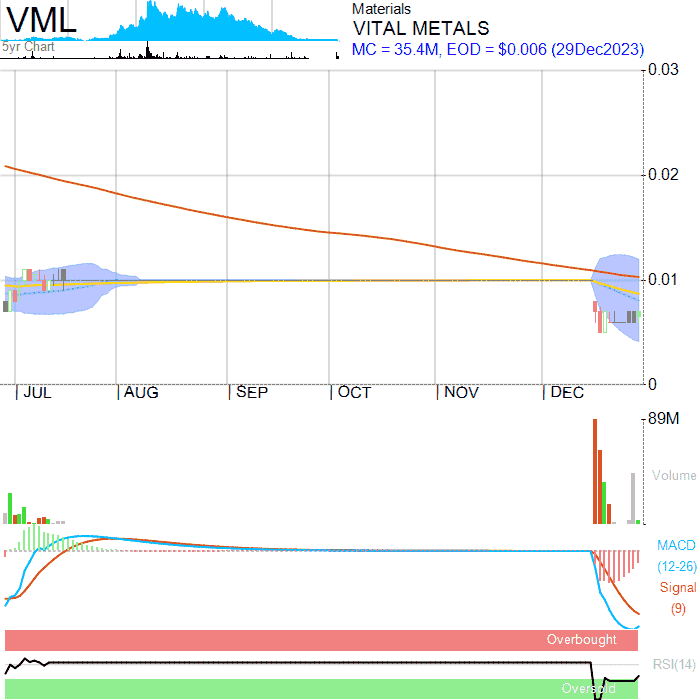 VML
5yr Chart
Materials
VITAL METALS
MC = 35.4M, EOD = $0.006 (29Dec2023)
0.03
0.02
0.01
0
JUL
AUG
SEP
OCT
NOV
DEC
89M
Volume
MACD
(12-26)
Signal
(9)
Overbought
RSI(14)
Oversold